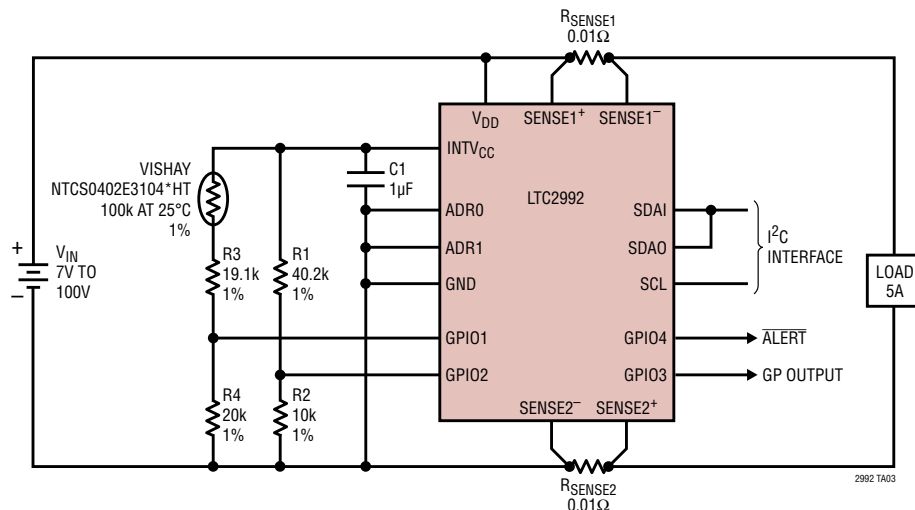 RSENSE1
0.01Ω
VDD
SENSE1+
SENSE1–
INTVCC
VISHAY
NTCS0402E3104*HT
100k AT 25°C
1%
C1
1µF
LTC2992
ADR0
SDAI
I2C
INTERFACE
ADR1
SDAO
+
VIN
7V TO
100V
–
R3
19.1k
1%
R1
40.2k
1%
GND
SCL
LOAD
5A
GPIO1
GPIO4
ALERT
GPIO2
GPIO3
GP OUTPUT
R4
20k
1%
R2
10k
1%
SENSE2–
SENSE2+
RSENSE2
0.01Ω
2992 TA03